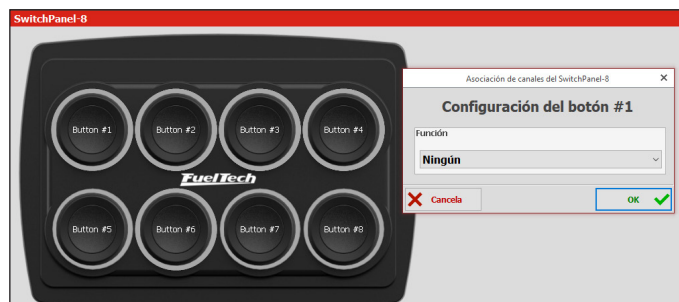 SwitchPanel-8
Button #1
Button #2
Button #3
Button #4
FuelTech
Button #5
Button #6
Button #7
Button #8
Asociación de canales del SwitchPanel-8
Configuración del botón #1
Función
Ningún
Cancela
OK